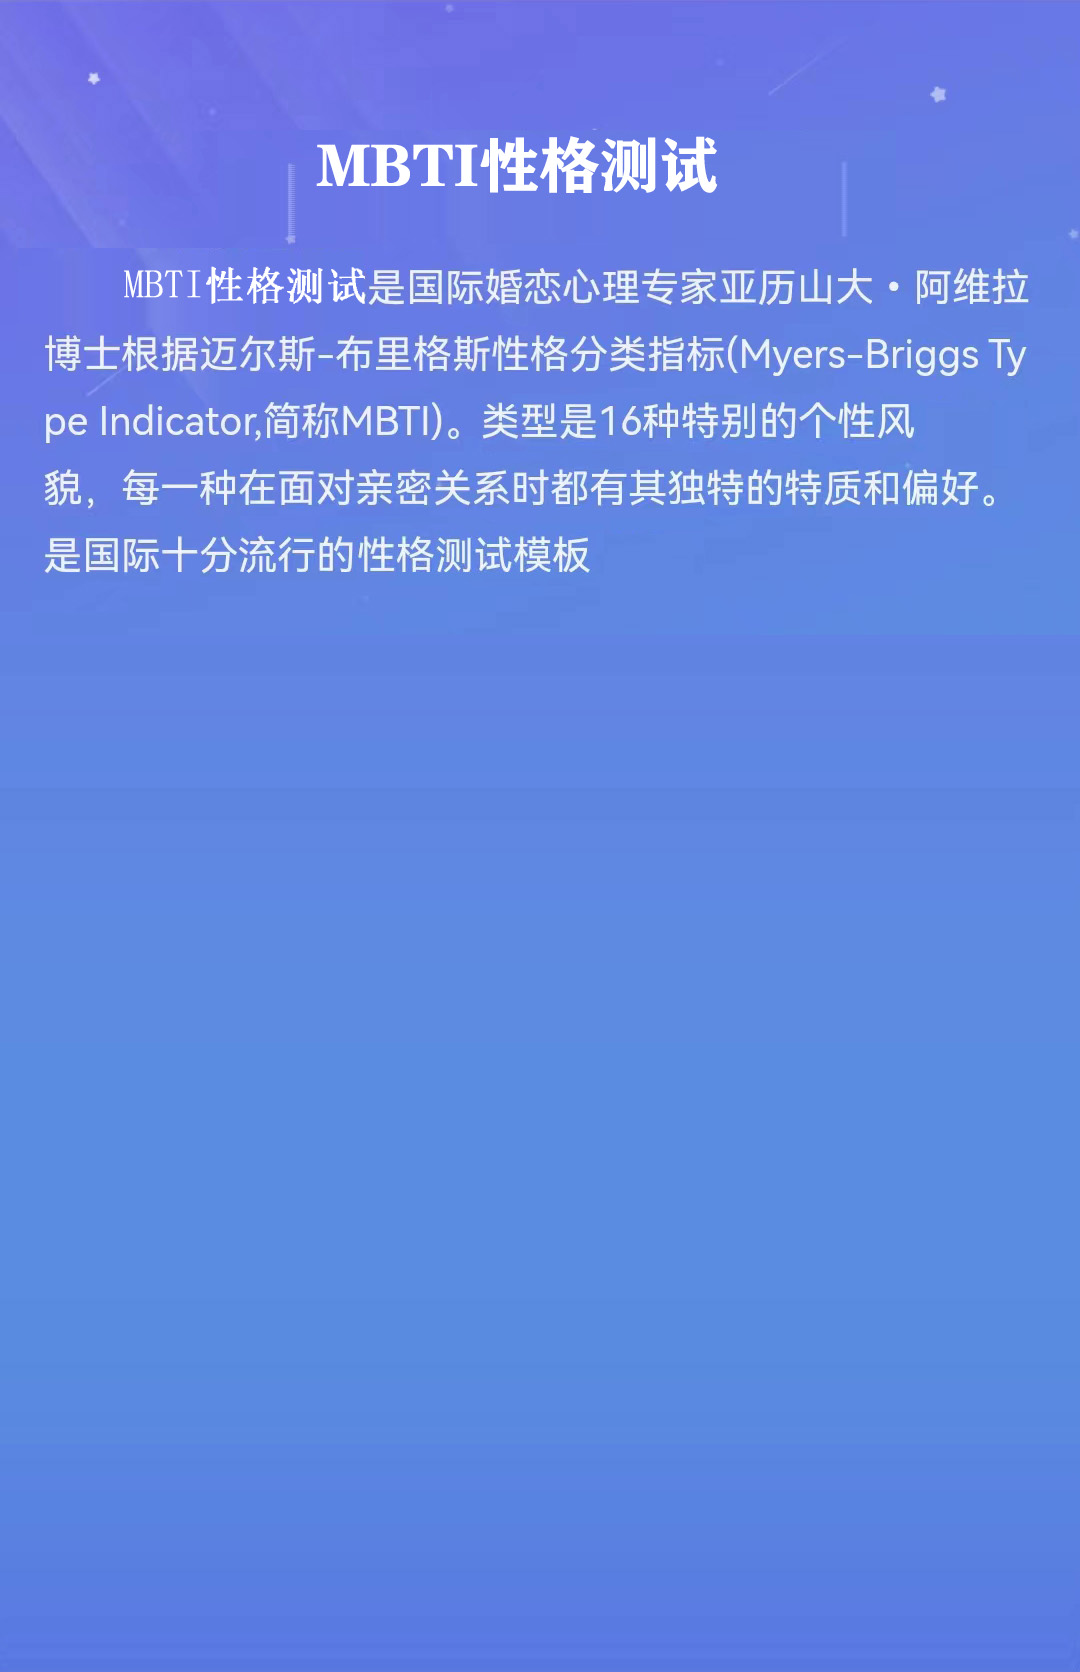 MBTI性格测试
MBTI性格测试是国际婚恋心理专家亚历山大·阿维拉
博士根据迈尔斯-布里格斯性格分类指标(Myers-Briggs Ty
pe Indicator,简称MBTI)。类型是16种特别的个性风
貌，每一种在面对亲密关系时都有其独特的特质和偏好。
是国际十分流行的性格测试模板